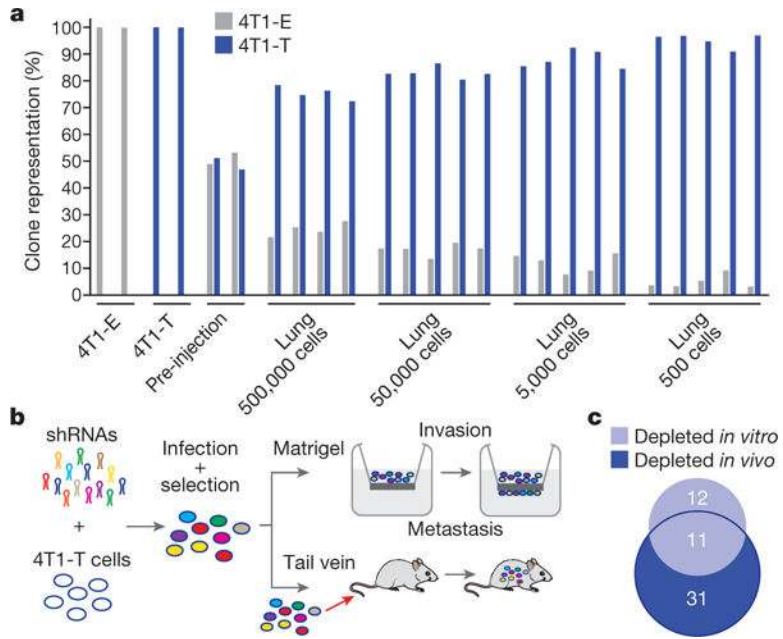 a
4T1-E
4T1-T
Clone representation (%)
100
90
80
70
60
50
40
30
20
10
0
4T1-E
4T1-T
Pre-injection
Lung
500,000 cells
Lung
50,000 cells
Lung
5,000 cells
Lung
500 cells
b
shRNAs
+
4T1-T cells
Infection
+
selection
Matrigel
Invasion
Metastasis
Tail vein
c
Depleted in vitro
Depleted in vivo
12
11
31